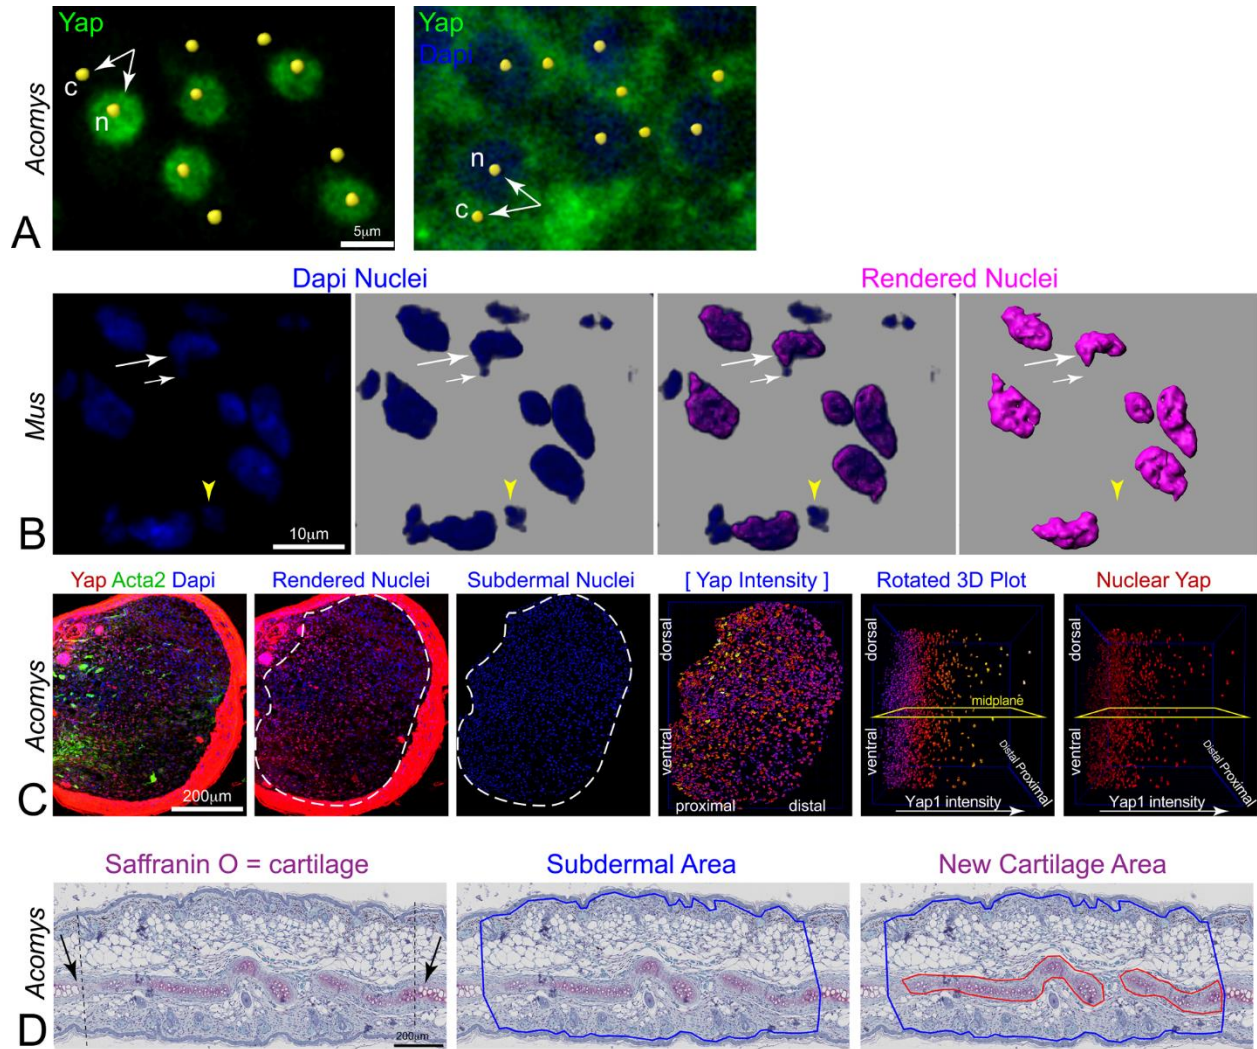 Yap
c
n
5μm
Yap
Dapi
n
c
Acomys
A
Dapi Nuclei
Rendered Nuclei
10μm
Mus
B
Yap Acta2 Dapi
Rendered Nuclei
Subdermal Nuclei
[ Yap Intensity ]
Rotated 3D Plot
Nuclear Yap
200μm
dorsal
ventral
proximal
distal
dorsal
ventral
midplane
Distal Proximal
Yap1 intensity
dorsal
ventral
Distal Proximal
Yap1 intensity
Acomys
C
Saffranin O = cartilage
Subdermal Area
New Cartilage Area
200μm
Acomys
D